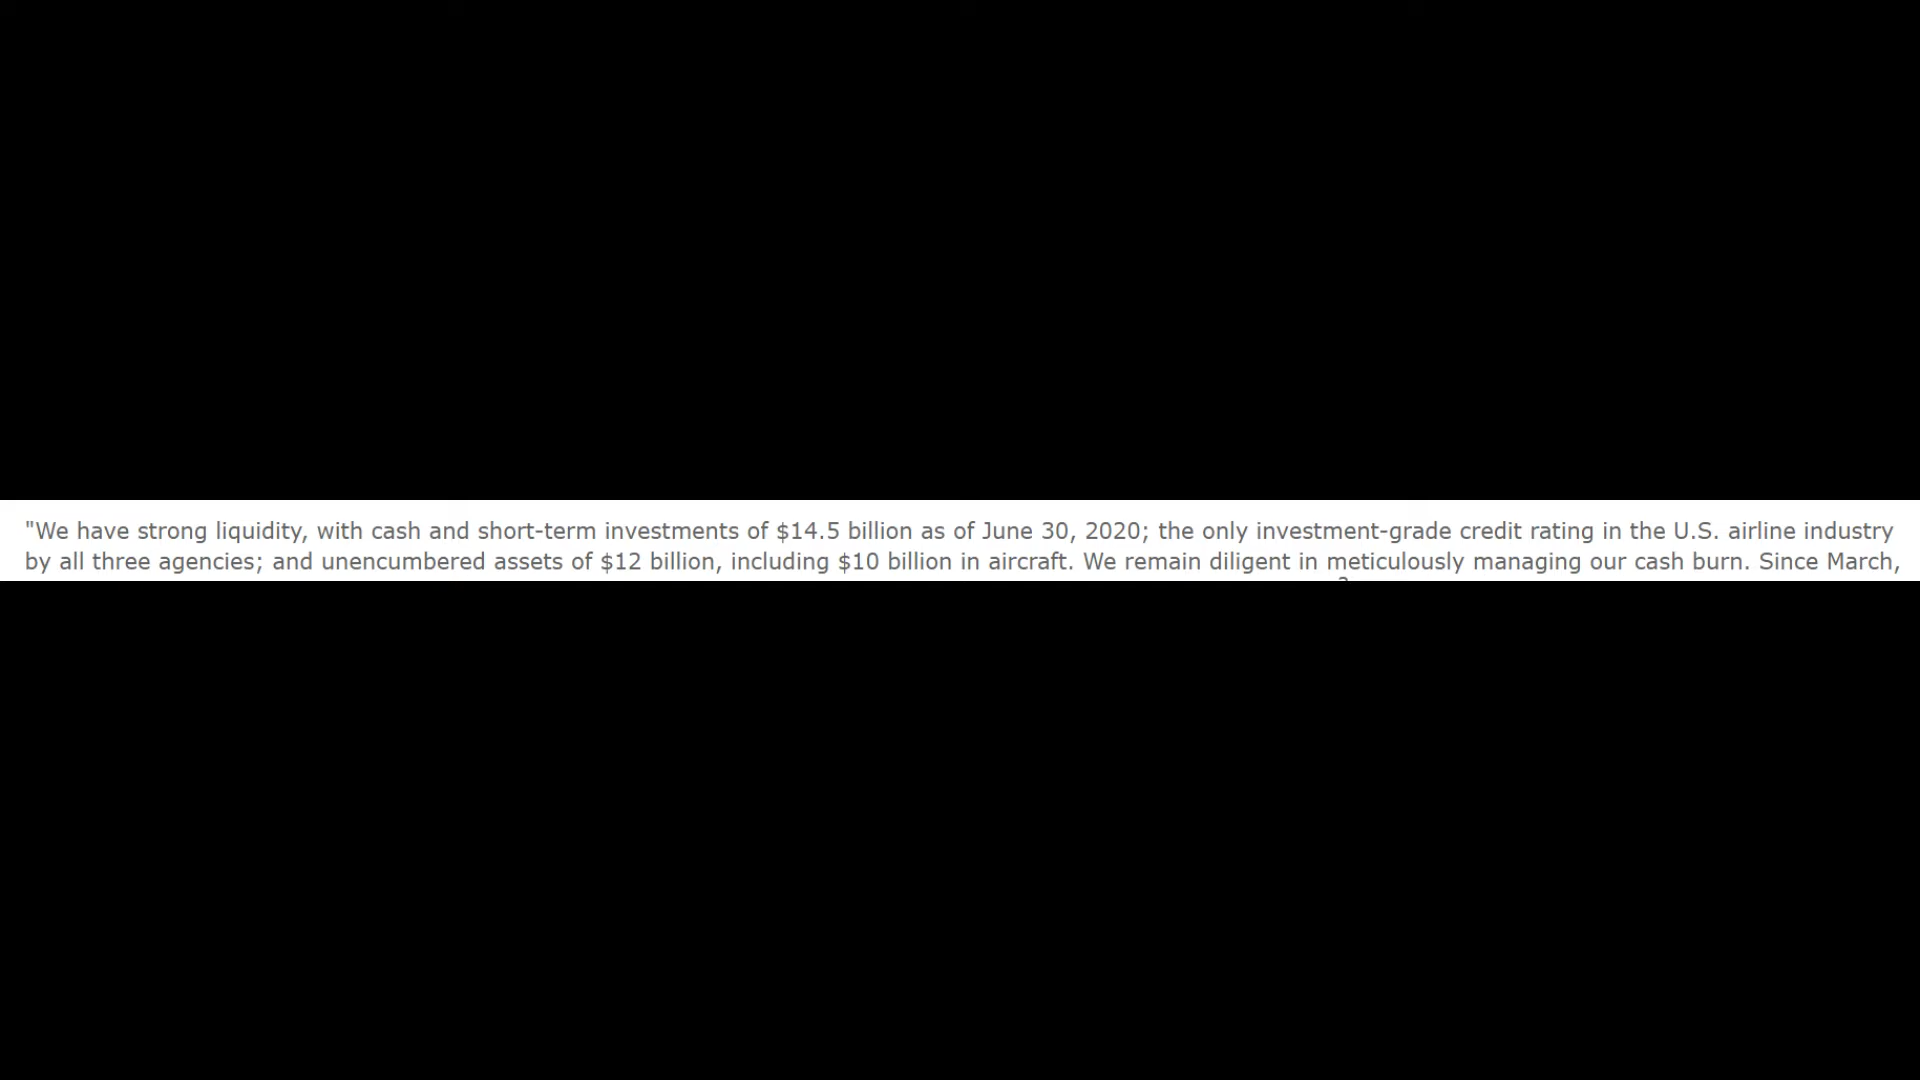 "We have strong liquidity, with cash and short-term investments of $14.5 billion as of June 30, 2020; the only investment-grade credit rating in the U.S. airline industry
by all three agencies; and unencumbered assets of $12 billion, including $10 billion in aircraft. We remain diligent in meticulously managing our cash burn. Since March,